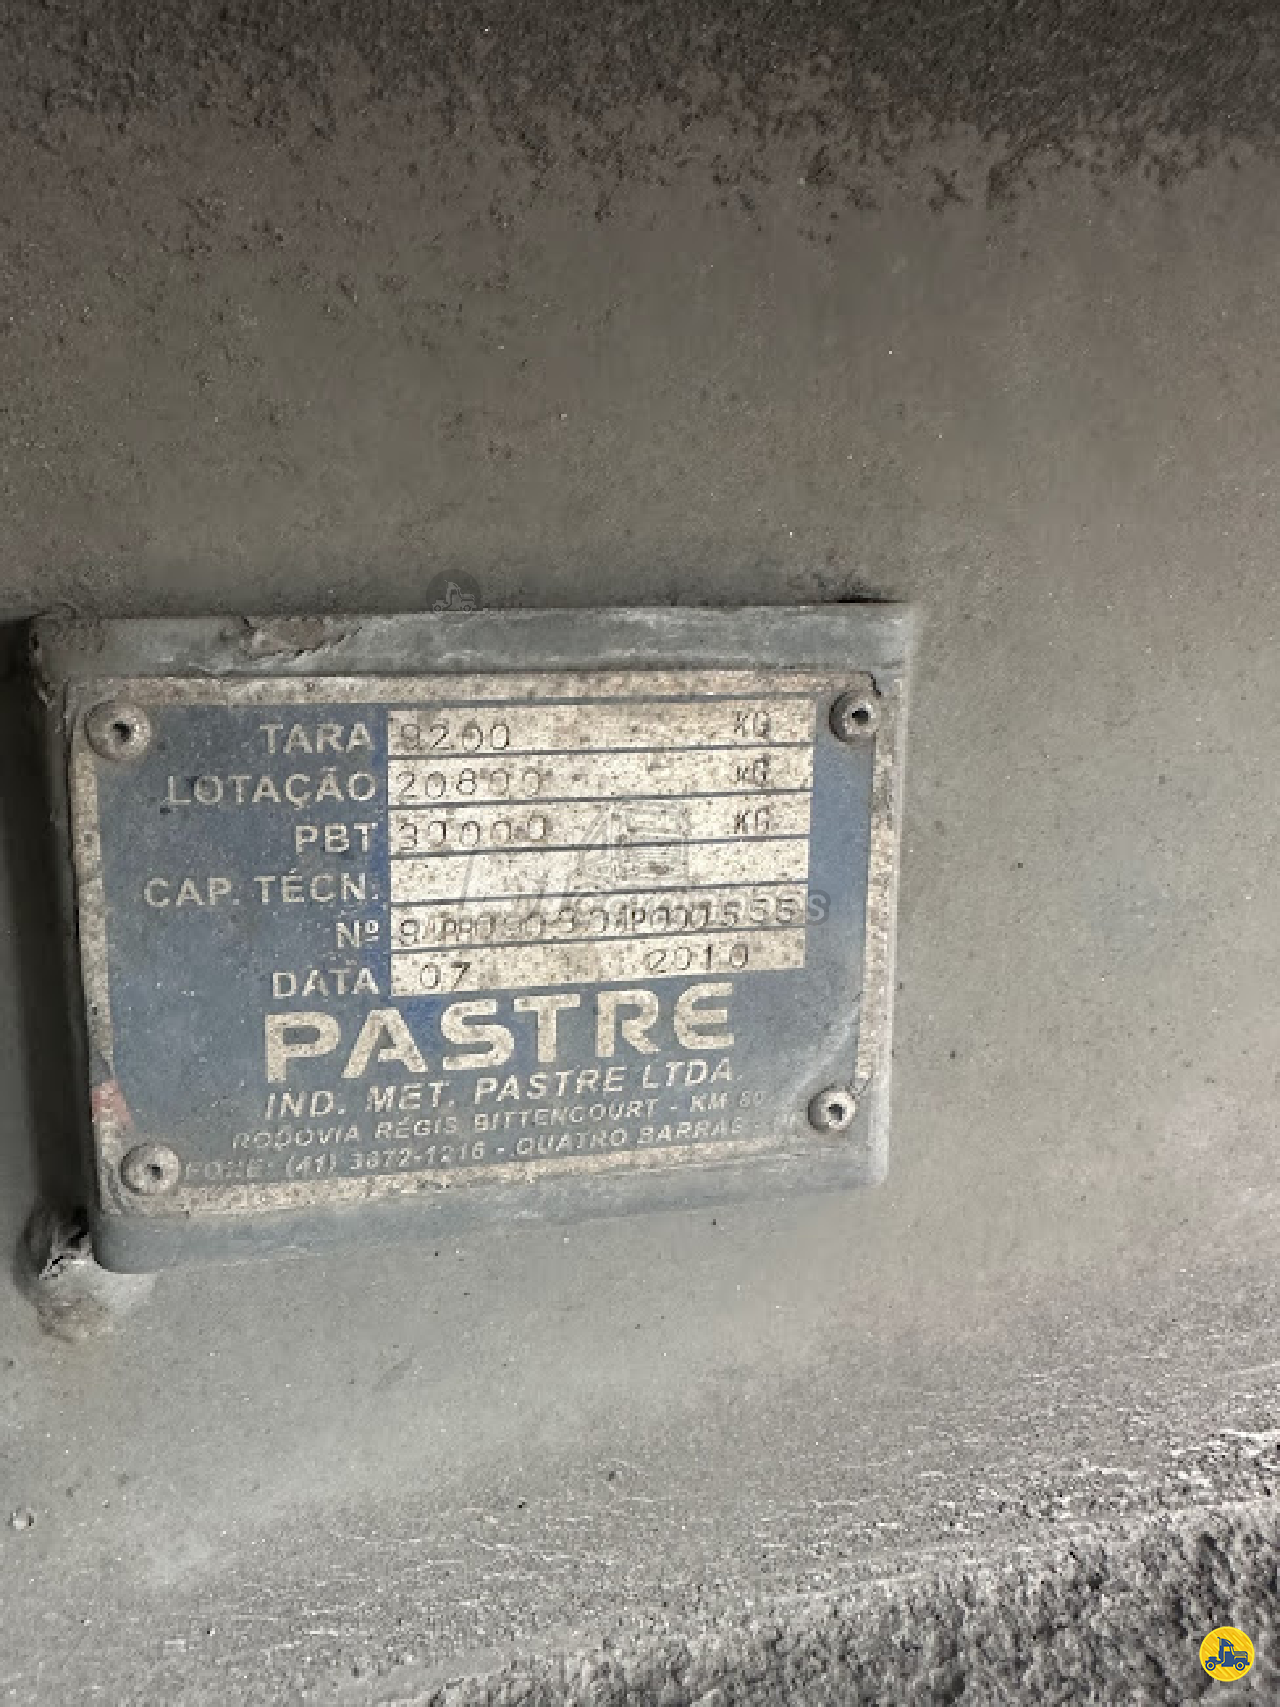 TARA 9200 KG
LOTAÇÃO 20800 KG
PBT 30000 KG
CAP. TÉCN.
Nº
DATA 07 2010
PASTRE
IND. MET. PASTRE LTDA.
RODOVIA RÉGIS BITTENCOURT - KM
FONE: (41) 3672-1216 - QUATRO BARRAS -